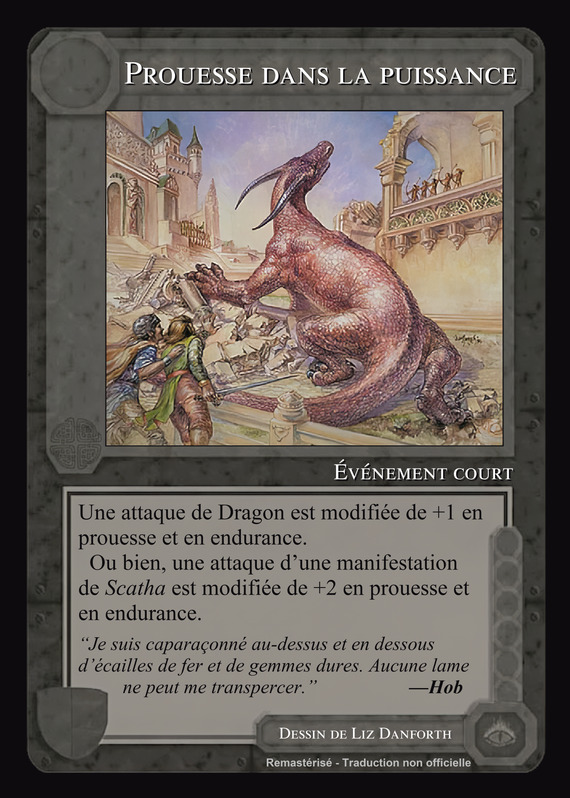 Prouesse dans la puissance
Événement court
Une attaque de Dragon est modifiée de +1 en
prouesse et en endurance.
Ou bien, une attaque d’une manifestation
de Scatha est modifiée de +2 en prouesse et
en endurance.
“Je suis caparaçonné au-dessus et en dessous
d’écailles de fer et de gemmes dures. Aucune lame
ne peut me transpercer.” —Hob
Dessin de Liz Danforth
Remastérisé - Traduction non officielle